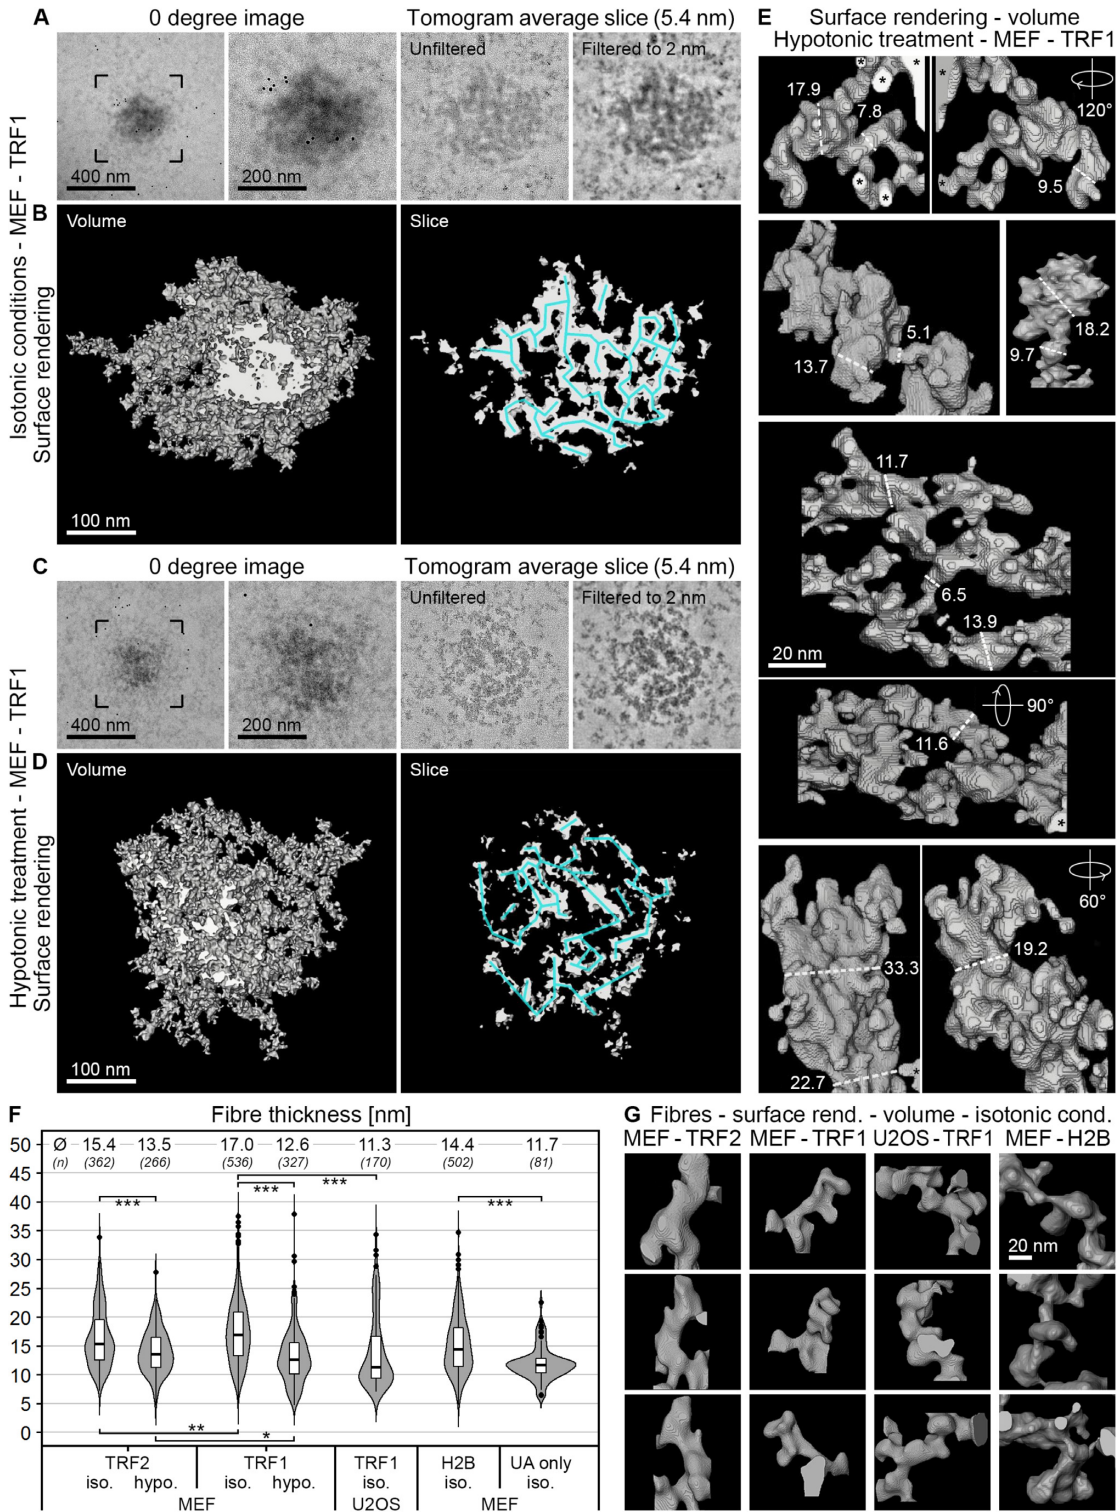 A
0 degree image
Tomogram average slice (5.4 nm)
Isotonic conditions - MEF - TRF1
Surface rendering
400 nm
200 nm
Unfiltered
Filtered to 2 nm
B
Volume
Slice
100 nm
C
0 degree image
Tomogram average slice (5.4 nm)
Hypotonic treatment - MEF - TRF1
Surface rendering
400 nm
200 nm
Unfiltered
Filtered to 2 nm
D
Volume
Slice
100 nm
E
Surface rendering - volume
Hypotonic treatment - MEF - TRF1
17.9
7.8
*
*
*
*
*
*
120°
9.5
13.7
5.1
18.2
9.7
11.7
6.5
13.9
20 nm
90°
11.6
*
60°
33.3
19.2
22.7
*
F
Fibre thickness [nm]
50 Ø 15.4 13.5 17.0 12.6 11.3 14.4 11.7
(n) (362) (266) (536) (327) (170) (502) (81)
45
40
35
30
25
20
15
10
5
0
***
***
***
***
**
*
TRF2 TRF1 TRF1 H2B UA only
iso. hypo. iso. hypo. iso. iso. iso.
MEF U2OS MEF
G Fibres - surface rend. - volume - isotonic cond.
MEF - TRF2 MEF - TRF1 U2OS - TRF1 MEF - H2B
20 nm